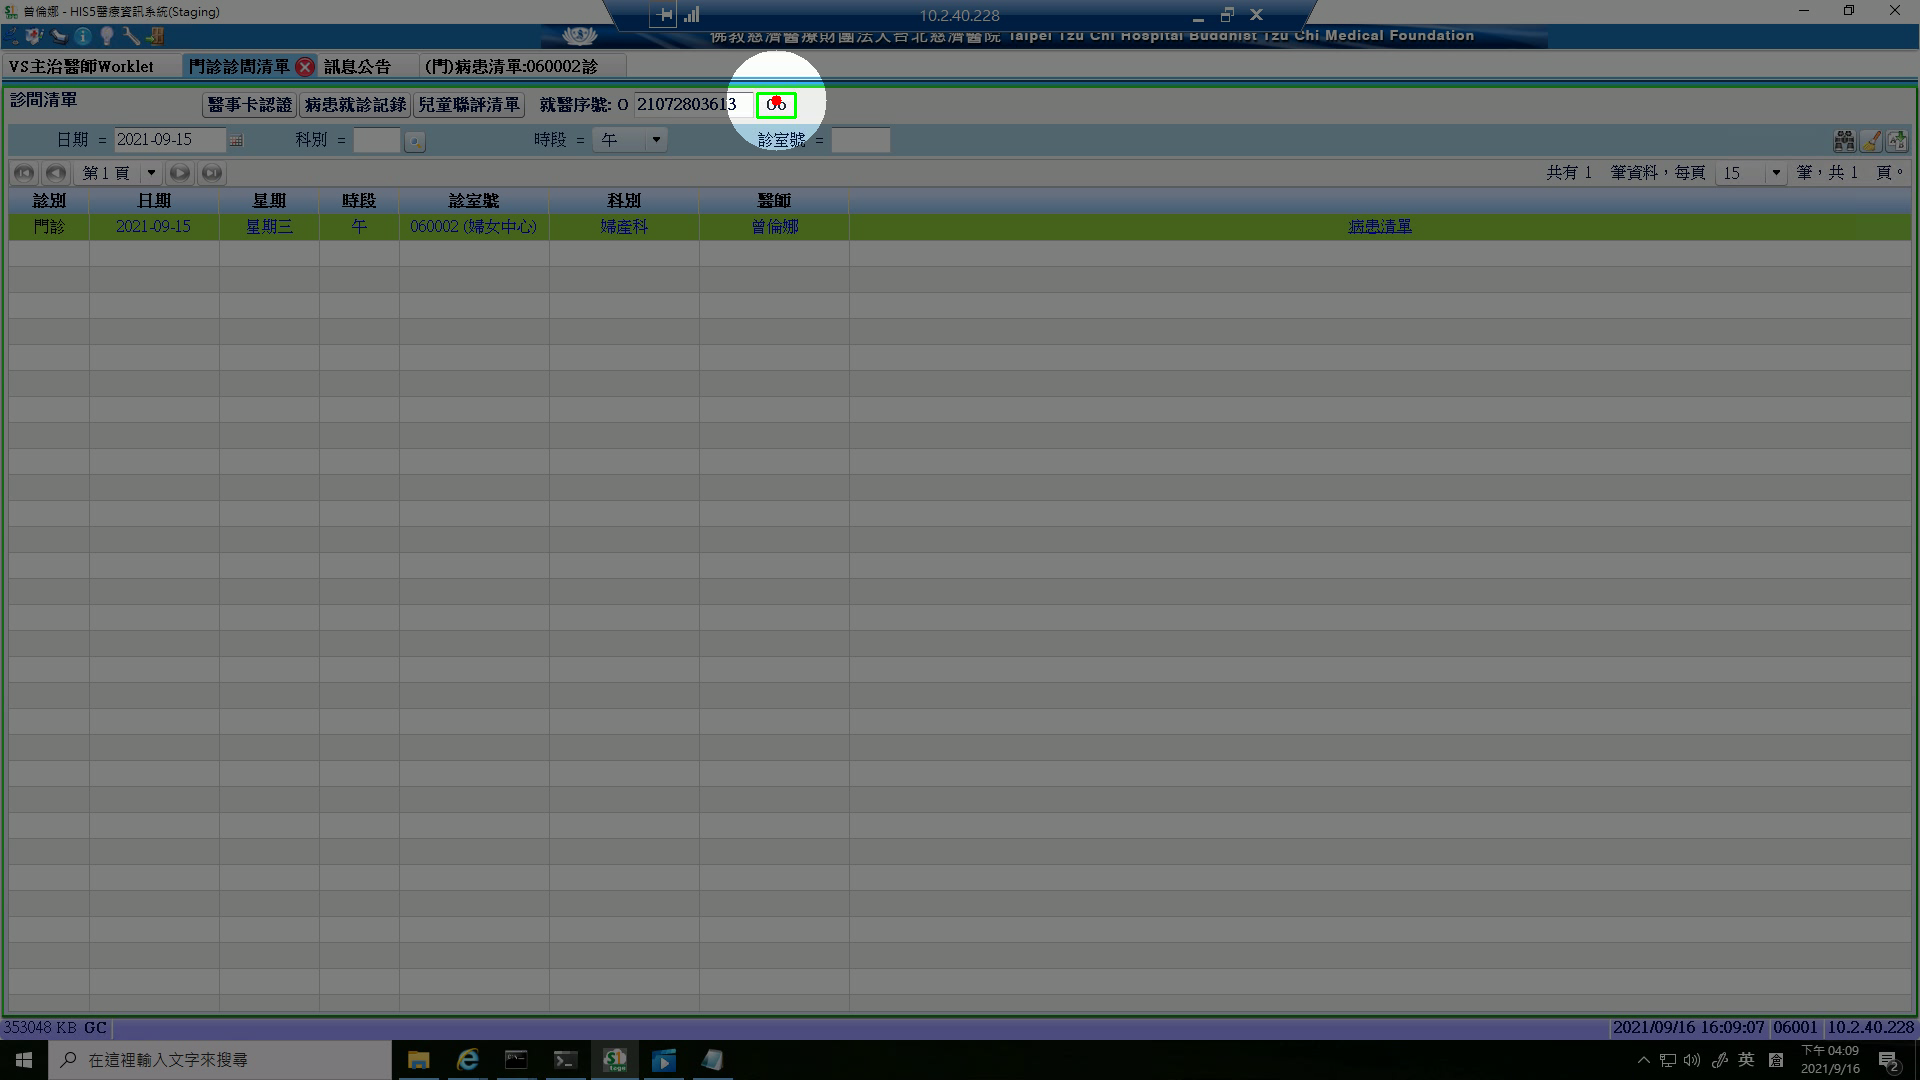 曾倫娜 - HIS5醫療資訊系統(Staging)
10.2.40.228
佛教慈濟醫療財團法人台北慈濟醫院 Taipei Tzu Chi Hospital Buddhist Tzu Chi Medical Foundation
VS主治醫師Worklet 門診診間清單 訊息公告 (門)病患清單:060002診
診間清單 醫事卡認證 病患就診記錄 兒童聯評清單 就醫序號: O 21072803613
日期 = 2021-09-15 科別 = 時段 = 午 診室號 =
第 1 頁 共有 1 筆資料，每頁 15 筆，共 1 頁。
診別 日期 星期 時段 診室號 科別 醫師
門診 2021-09-15 星期三 午 060002 (婦女中心) 婦產科 曾倫娜 病患清單
353048 KB GC 2021/09/16 16:09:07 06001 10.2.40.228
在這裡輸入文字來搜尋 英 下午 04:09
2021/9/16 2